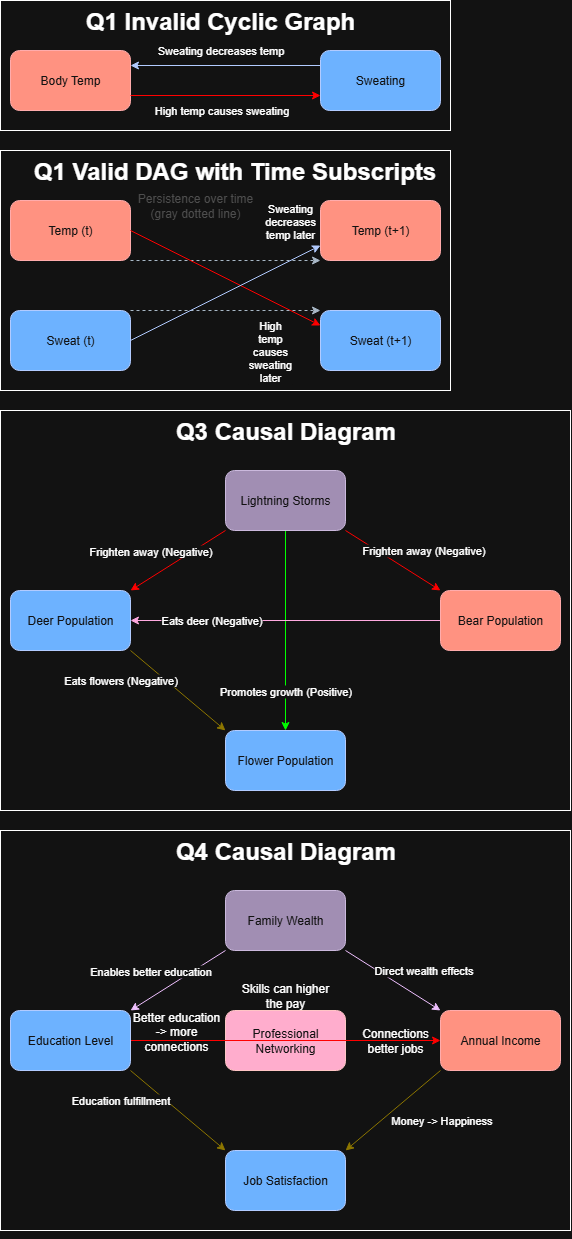 Q1 Invalid Cyclic Graph
Sweating decreases temp
Body Temp
Sweating
High temp causes sweating
Q1 Valid DAG with Time Subscripts
Persistence over time
(gray dotted line)
Sweating
decreases
temp later
Temp (t)
Temp (t+1)
Sweat (t)
High
temp
causes
sweating
later
Sweat (t+1)
Q3 Causal Diagram
Lightning Storms
Frighten away (Negative)
Frighten away (Negative)
Deer Population
Eats deer (Negative)
Bear Population
Eats flowers (Negative)
Promotes growth (Positive)
Flower Population
Q4 Causal Diagram
Family Wealth
Enables better education
Direct wealth effects
Skills can higher
the pay
Education Level
Better education
-> more
connections
Professional
Networking
Connections
better jobs
Annual Income
Education fulfillment
Money -> Happiness
Job Satisfaction